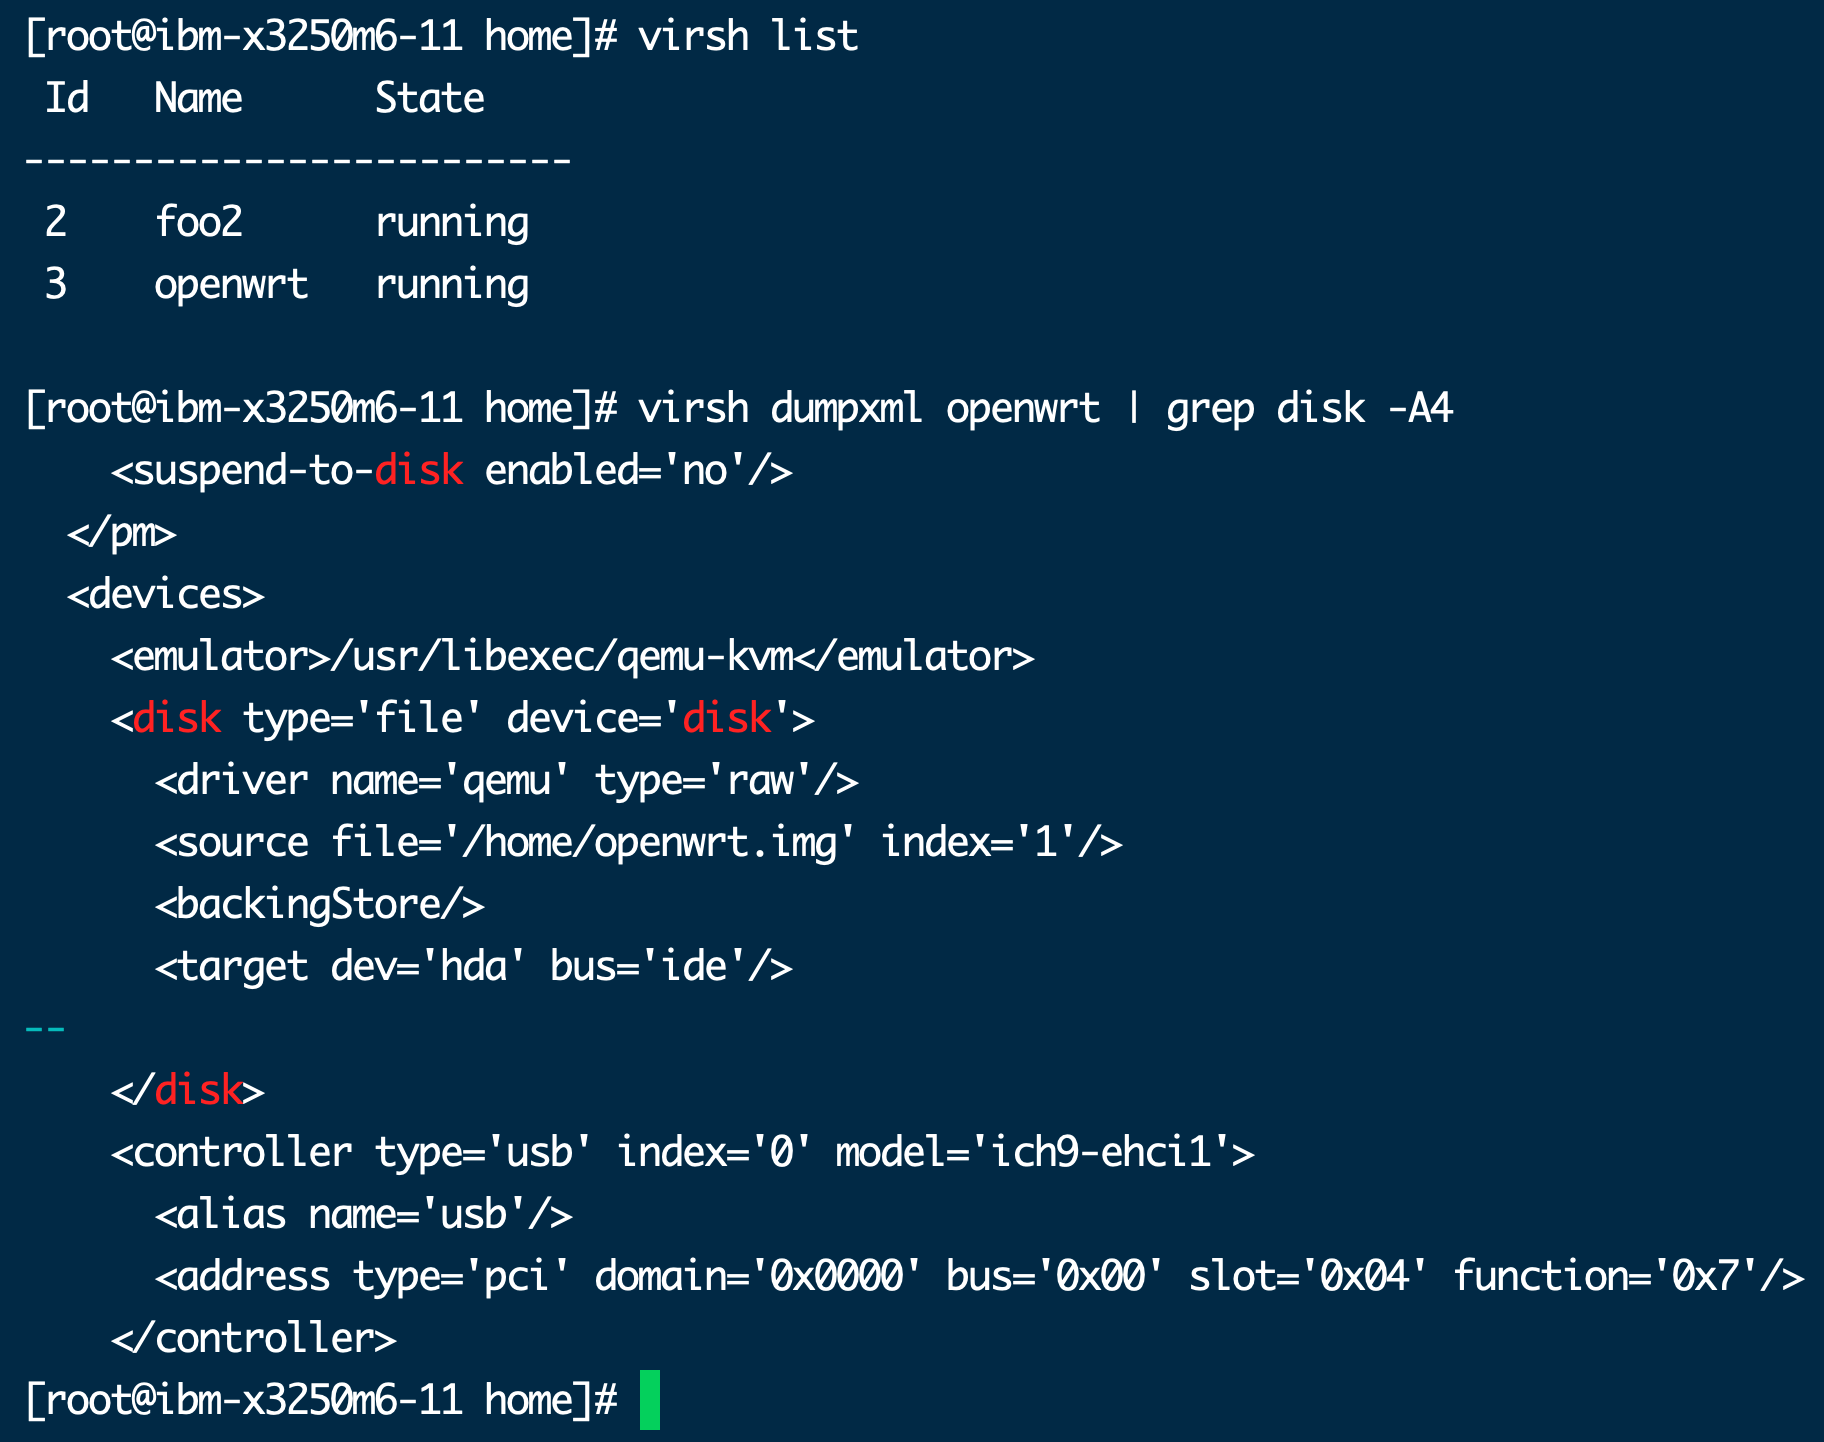 [root@ibm-x3250m6-11 home]# virsh list
 Id   Name      State
-------------------------
 2    foo2      running
 3    openwrt   running

[root@ibm-x3250m6-11 home]# virsh dumpxml openwrt | grep disk -A4
    <suspend-to-disk enabled='no'/>
  </pm>
  <devices>
    <emulator>/usr/libexec/qemu-kvm</emulator>
    <disk type='file' device='disk'>
      <driver name='qemu' type='raw'/>
      <source file='/home/openwrt.img' index='1'/>
      <backingStore/>
      <target dev='hda' bus='ide'/>
--
    </disk>
    <controller type='usb' index='0' model='ich9-ehci1'>
      <alias name='usb'/>
      <address type='pci' domain='0x0000' bus='0x00' slot='0x04' function='0x7'/>
    </controller>
[root@ibm-x3250m6-11 home]#